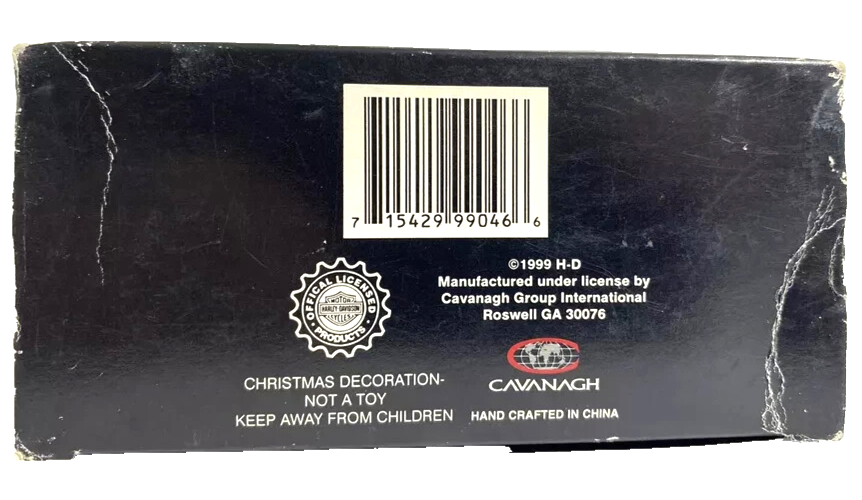 7 15429 99046 6
©1999 H-D
Manufactured under license by
Cavanagh Group International
Roswell GA 30076
OFFICIAL LICENSED
MOTOR
HARLEY-DAVIDSON
CYCLES
PRODUCTS
CAVANAGH
CHRISTMAS DECORATION-
NOT A TOY
KEEP AWAY FROM CHILDREN
HAND CRAFTED IN CHINA